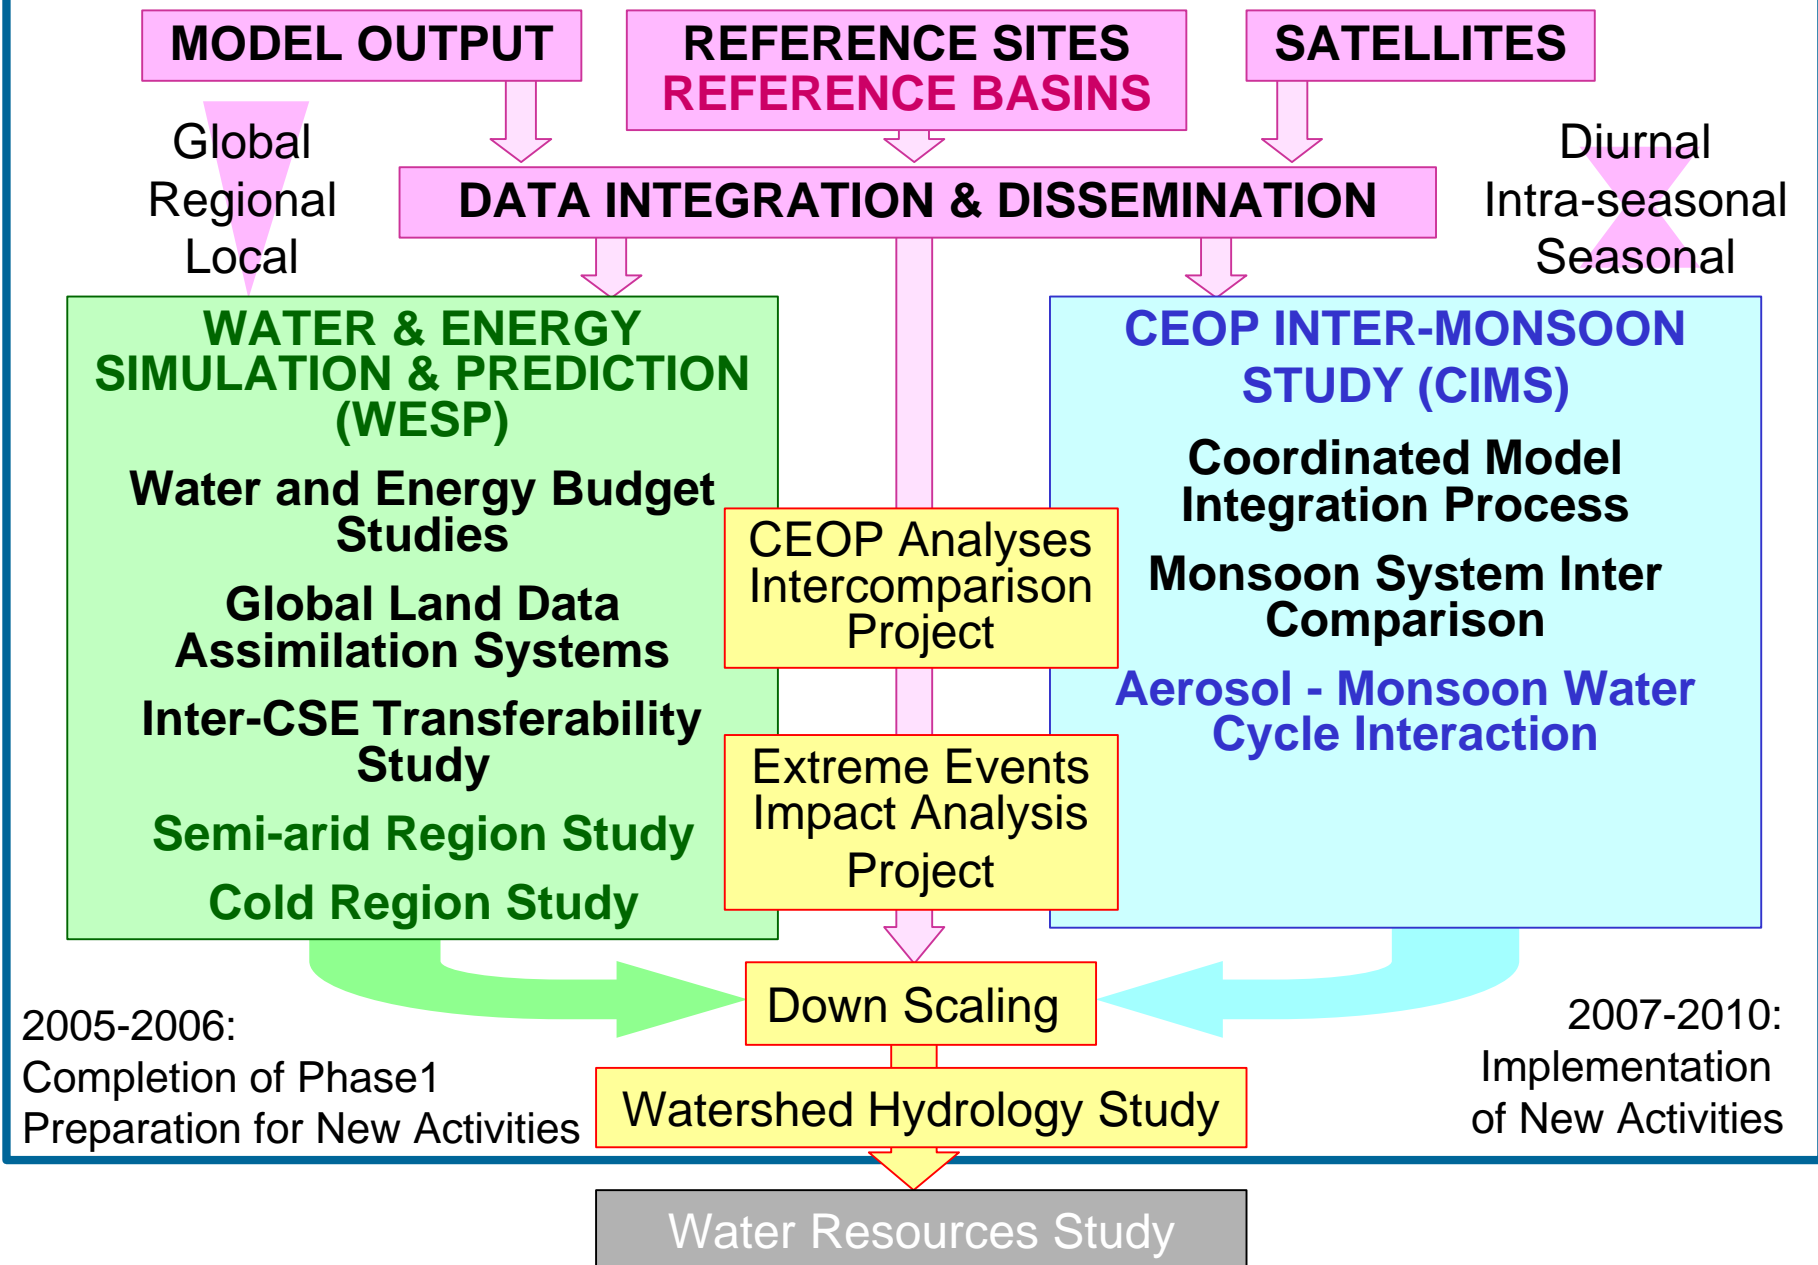 MODEL OUTPUT
REFERENCE SITES
REFERENCE BASINS
SATELLITES
Global
Regional
Local
Diurnal
Intra-seasonal
Seasonal
DATA INTEGRATION & DISSEMINATION
WATER & ENERGY
SIMULATION & PREDICTION
(WESP)
Water and Energy Budget
Studies
Global Land Data
Assimilation Systems
Inter-CSE Transferability
Study
Semi-arid Region Study
Cold Region Study
CEOP Analyses
Intercomparison
Project
Extreme Events
Impact Analysis
Project
CEOP INTER-MONSOON
STUDY (CIMS)
Coordinated Model
Integration Process
Monsoon System Inter
Comparison
Aerosol - Monsoon Water
Cycle Interaction
Down Scaling
2005-2006:
Completion of Phase1
Preparation for New Activities
2007-2010:
Implementation
of New Activities
Watershed Hydrology Study
Water Resources Study